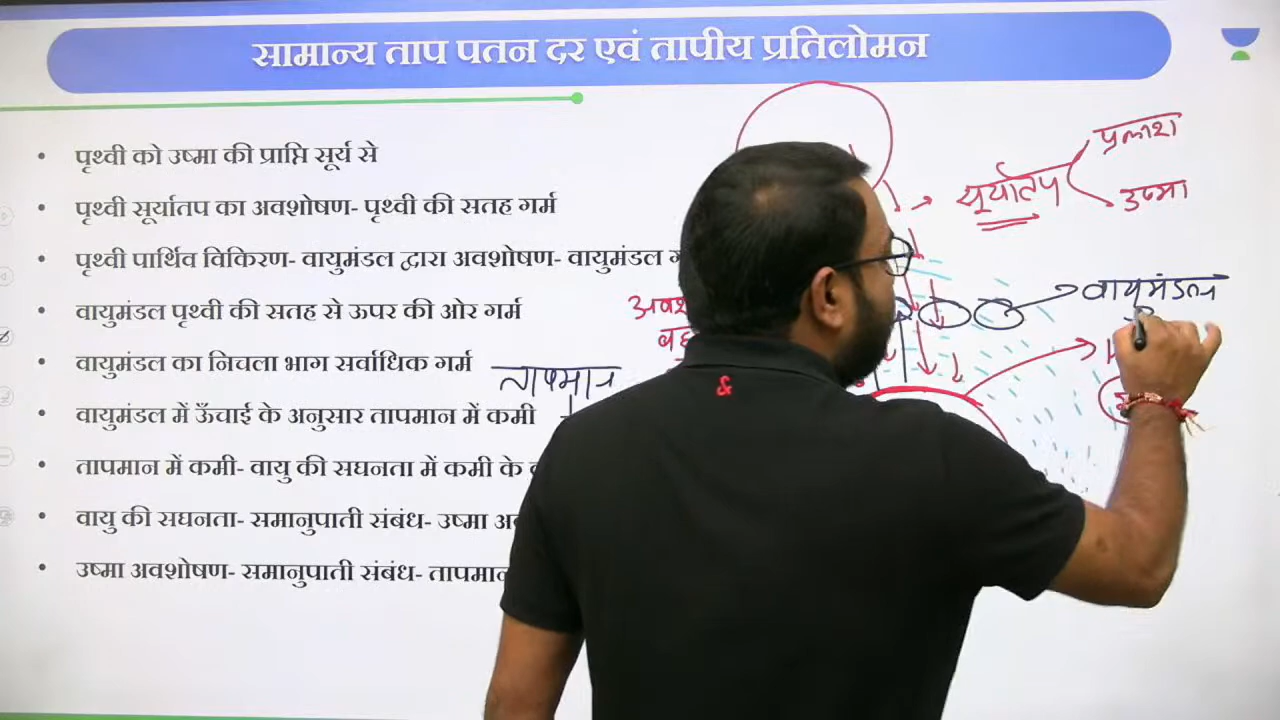 सामान्य ताप पतन दर एवं तापीय प्रतिलोमन
• पृथ्वी को उष्मा की प्राप्ति सूर्य से
• पृथ्वी सूर्यातप का अवशोषण- पृथ्वी की सतह गर्म
• पृथ्वी पार्थिव विकिरण- वायुमंडल द्वारा अवशोषण- वायुमंडल
• वायुमंडल पृथ्वी की सतह से ऊपर की ओर गर्म
• वायुमंडल का निचला भाग सर्वाधिक गर्म
• वायुमंडल में ऊँचाई के अनुसार तापमान में कमी
• तापमान में कमी- वायु की सघनता में कमी के
• वायु की सघनता- समानुपाती संबंध- उष्मा
• उष्मा अवशोषण- समानुपाती संबंध- तापमान
प्रकाश
सूर्यातप
उष्मा
वायुमंडल
तापमान